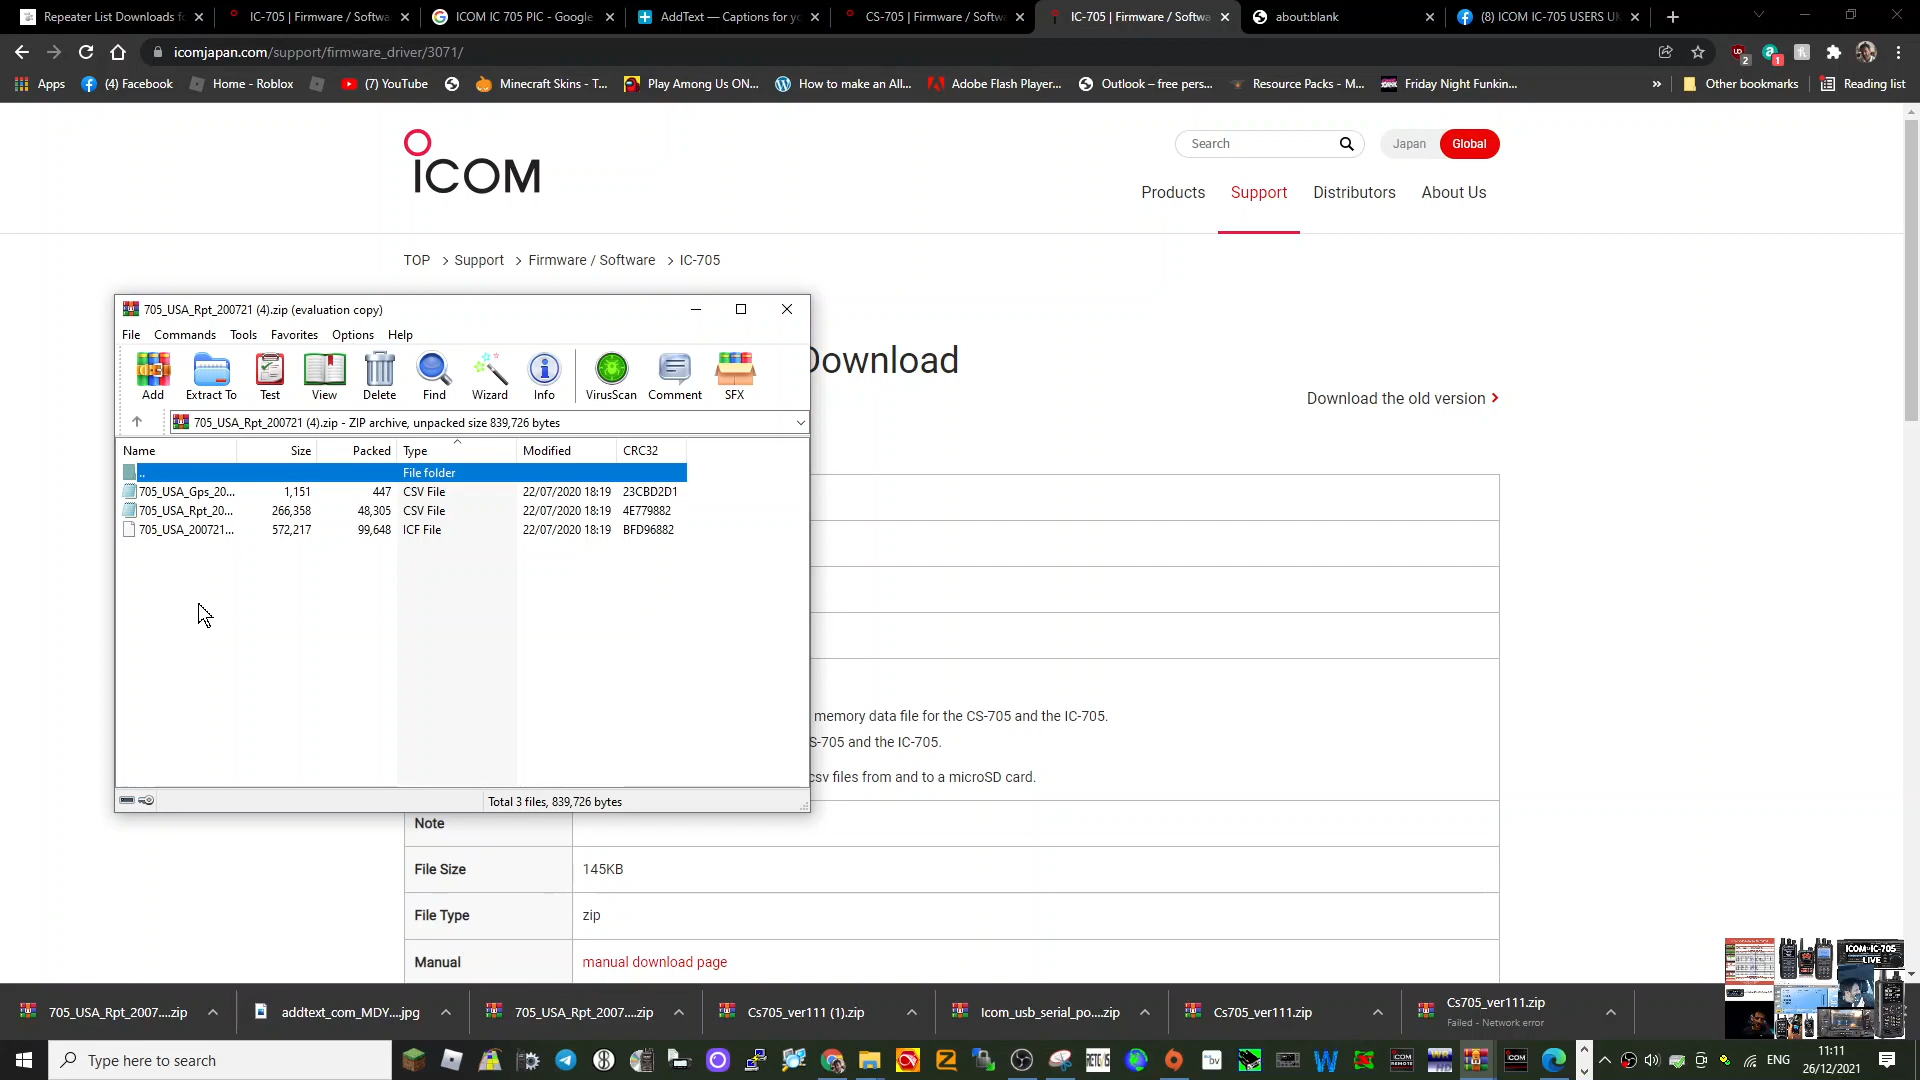 Repeater List Downloads fo
IC-705 | Firmware / Softwa
ICOM IC 705 PIC - Google
AddText — Captions for yo
CS-705 | Firmware / Softwa
IC-705 | Firmware / Softwa
about:blank
(8) ICOM IC-705 USERS UK
icomjapan.com/support/firmware_driver/3071/
2
1
Apps
(4) Facebook
Home - Roblox
(7) YouTube
Minecraft Skins - T...
Play Among Us ON...
How to make an All...
Adobe Flash Player...
Outlook – free pers...
Resource Packs - M...
Friday Night Funkin...
»
Other bookmarks
Reading list
ICOM
Search
Japan
Global
Products
Support
Distributors
About Us
TOP > Support > Firmware / Software > IC-705
705_USA_Rpt_200721 (4).zip (evaluation copy)
File Commands Tools Favorites Options Help
Add Extract To Test View Delete Find Wizard Info VirusScan Comment SFX
705_USA_Rpt_200721 (4).zip - ZIP archive, unpacked size 839,726 bytes
Name Size Packed Type Modified CRC32
.. File folder
705_USA_Gps_20... 1,151 447 CSV File 22/07/2020 18:19 23CBD2D1
705_USA_Rpt_20... 266,358 48,305 CSV File 22/07/2020 18:19 4E779882
705_USA_200721... 572,217 99,648 ICF File 22/07/2020 18:19 BFD96882
Total 3 files, 839,726 bytes
Download
Download the old version >
memory data file for the CS-705 and the IC-705.
S-705 and the IC-705.
csv files from and to a microSD card.
Note
File Size 145KB
File Type zip
Manual manual download page
ICOM IC-705
LIVE
705_USA_Rpt_2007....zip
addtext_com_MDY....jpg
705_USA_Rpt_2007....zip
Cs705_ver111 (1).zip
Icom_usb_serial_po....zip
Cs705_ver111.zip
Cs705_ver111.zip
Failed - Network error
Type here to search
ENG
11:11
26/12/2021